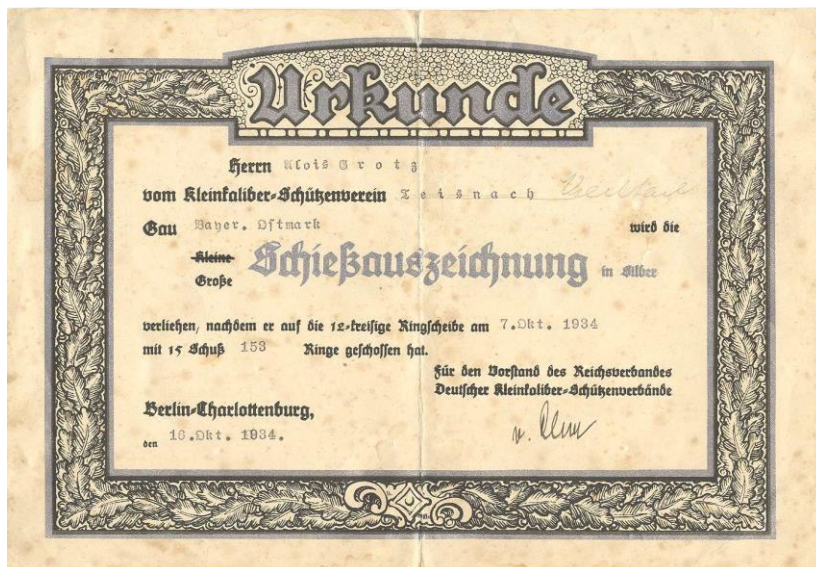 Urkunde
Herrn Alois Grotz
vom Kleinkaliber-Schützenverein Teisnach
Gau Bayer. Ostmark wird die
Kleine
Große Schießauszeichnung in Silber
verliehen, nachdem er auf die 12-kreisige Ringscheibe am 7.Okt. 1934
mit 15 Schuß 153 Ringe geschossen hat.
Für den Vorstand des Reichsverbandes
Deutscher Kleinkaliber-Schützenverbände
Berlin-Charlottenburg,
den 16.Okt. 1934.